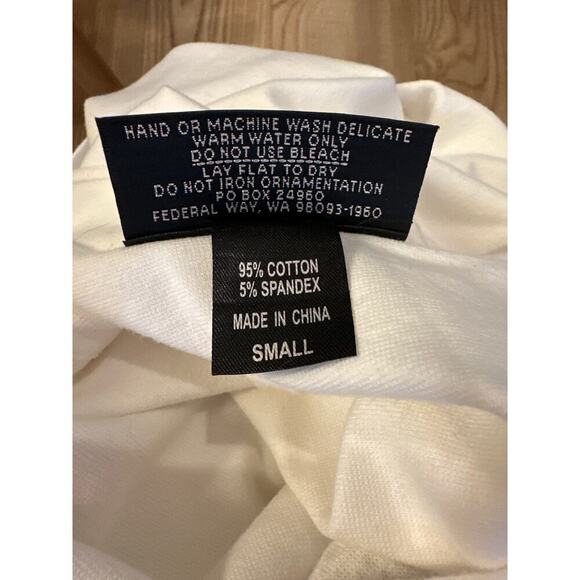 HAND OR MACHINE WASH DELICATE
WARM WATER ONLY
DO NOT USE BLEACH
LAY FLAT TO DRY
DO NOT IRON ORNAMENTATION
PO BOX 24960
FEDERAL WAY, WA 98093-1960
95% COTTON
5% SPANDEX
MADE IN CHINA
SMALL